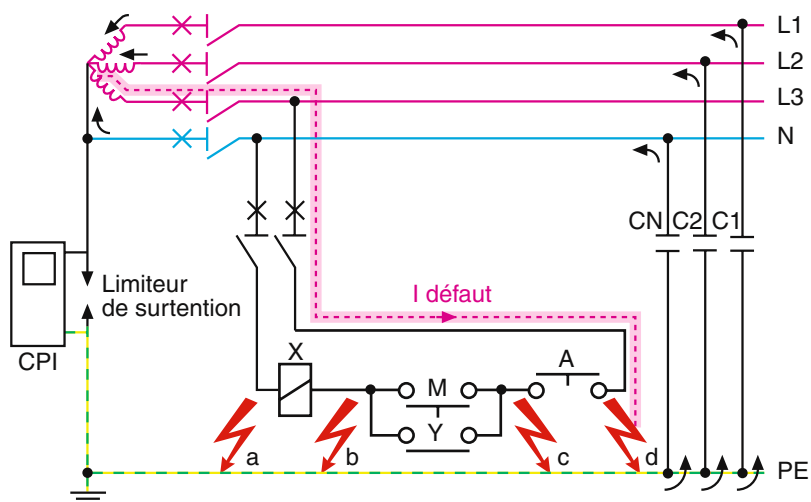 L1
L2
L3
N
CN C2 C1
Limiteur
de surtention
I défaut
CPI
X
M
A
Y
a
b
c
d
PE